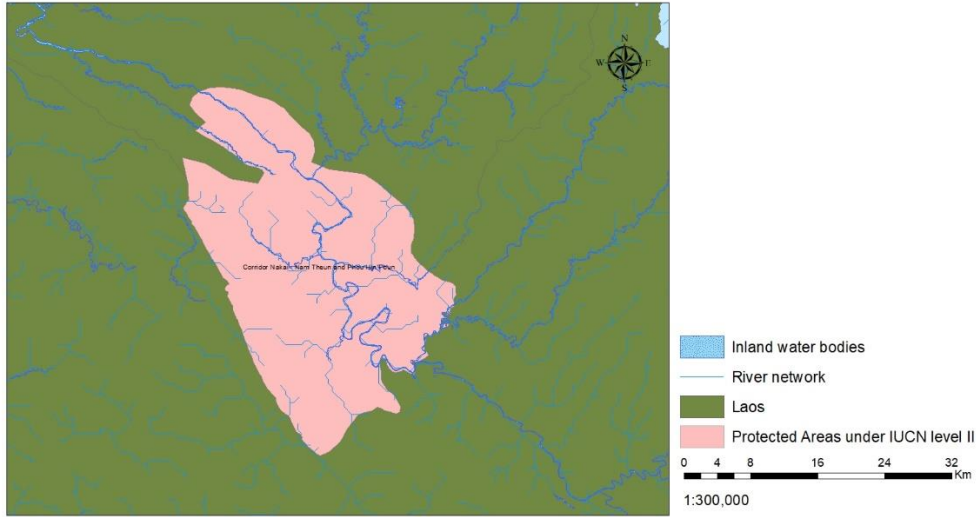 N
W E
S
Corridor Nakai - Nam Theun and Phou Hin Poun
Inland water bodies
River network
Laos
Protected Areas under IUCN level II
0 4 8 16 24 32
Km
1:300,000